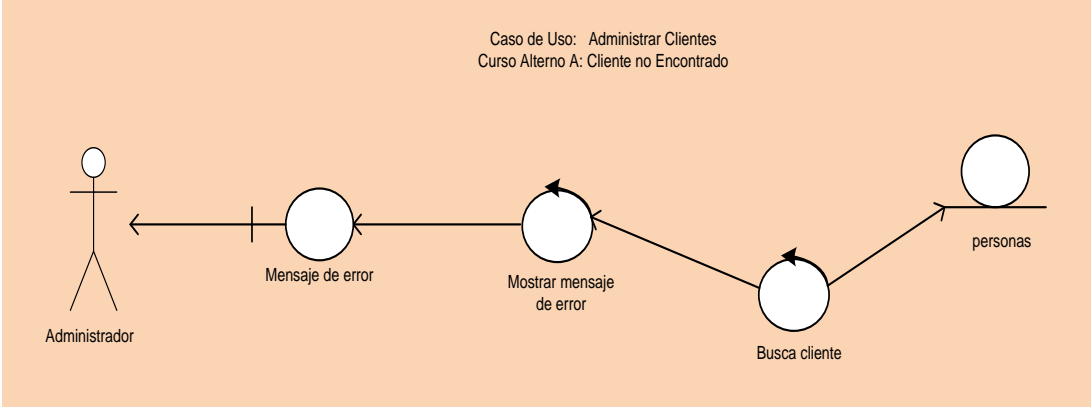 Caso de Uso:   Administrar Clientes
Curso Alterno A: Cliente no Encontrado
personas
Mensaje de error
Mostrar mensaje
de error
Administrador
Busca cliente